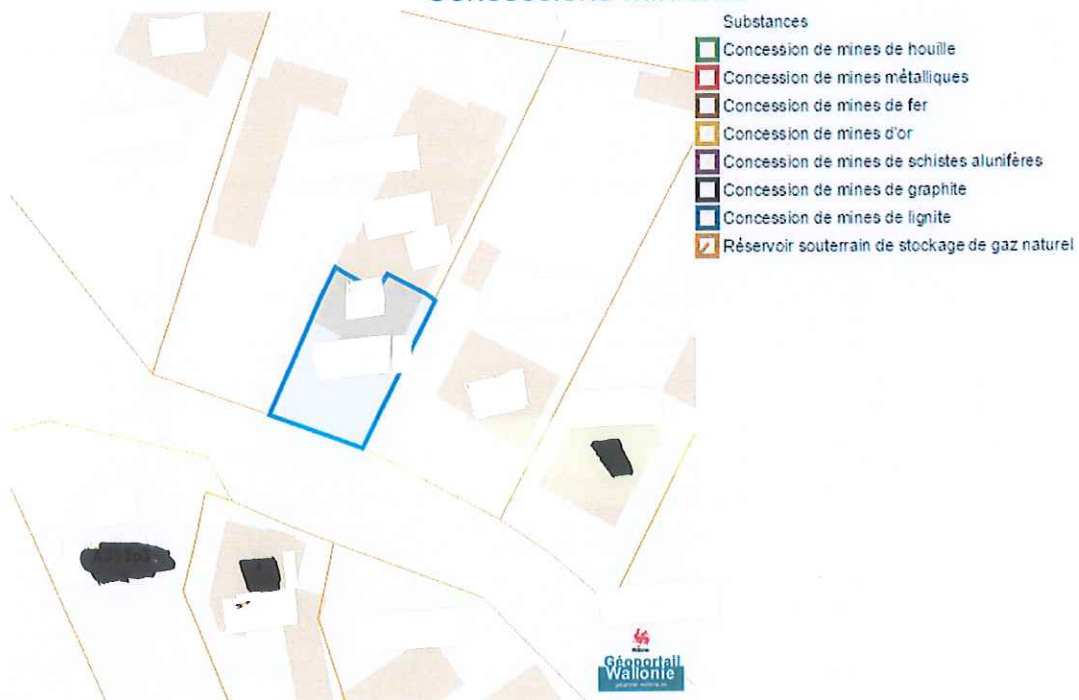 Substances
Concession de mines de houille
Concession de mines métalliques
Concession de mines de fer
Concession de mines d'or
Concession de mines de schistes alunifères
Concession de mines de graphite
Concession de mines de lignite
Réservoir souterrain de stockage de gaz naturel
Géoportail
Wallonie